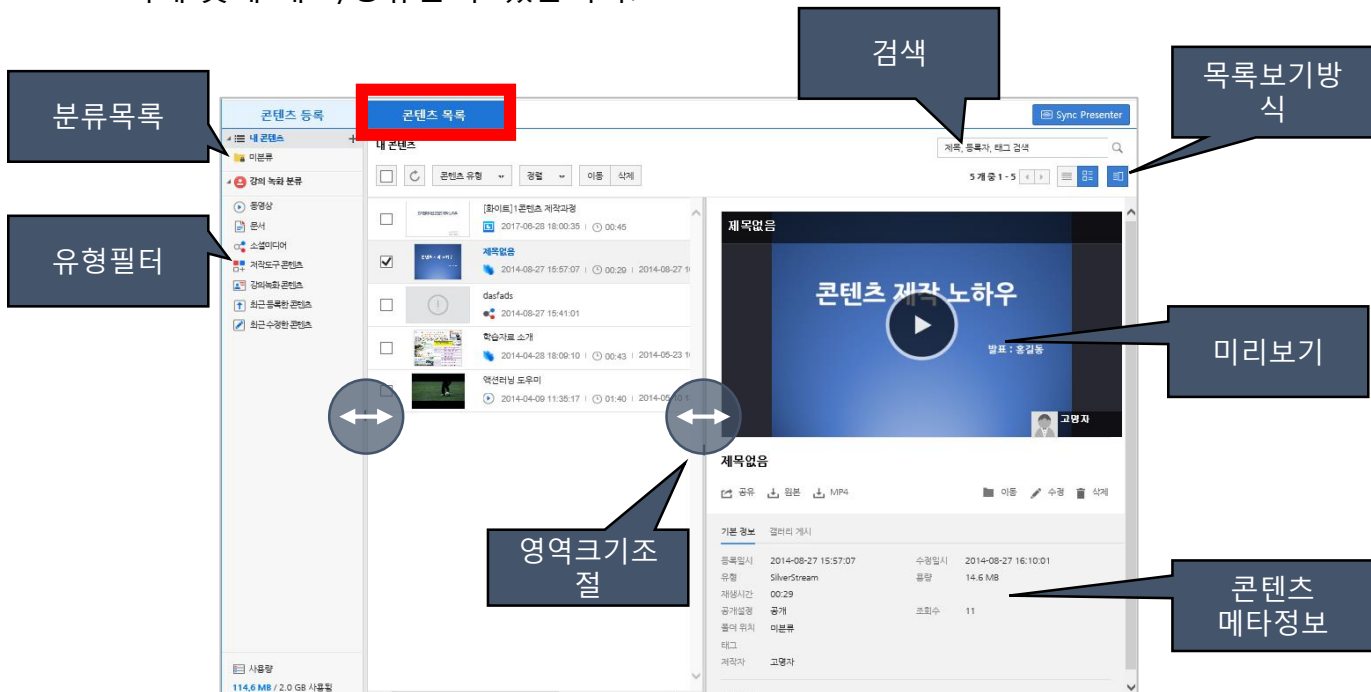 검색
목록보기방
식
분류목록
콘텐츠 등록
콘텐츠 목록
Sync Presenter
내 콘텐츠 +
미분류
내 콘텐츠
제목, 등록자, 태그 검색
강의 녹화 분류
콘텐츠 유형
정렬
이동
삭제
5 개 중 1 - 5
동영상
문서
소셜미디어
저작도구 콘텐츠
강의녹화 콘텐츠
최근 등록한 콘텐츠
최근 수정한 콘텐츠
유형필터
[화이트]1콘텐츠 제작과정
2017-06-28 18:00:35 | 00:45
제목없음
2014-08-27 15:57:07 | 00:29 | 2014-08-27 1
dasfads
2014-08-27 15:41:01
학습자료 소개
2014-04-28 18:09:10 | 00:43 | 2014-05-23 1
액션러닝 도우미
2014-04-09 11:35:17 | 01:40 | 2014-05
제목없음
콘텐츠 제작 노하우
발표 : 홍길동
고명자
미리보기
제목없음
공유
원본
MP4
이동
수정
삭제
영역크기조
절
기본 정보
갤러리 게시
등록일시 2014-08-27 15:57:07
수정일시 2014-08-27 16:10:01
유형 SilverStream
용량 14.6 MB
재생시간 00:29
공개설정 공개
조회수 11
폴더 위치 미분류
태그
저작자 고명자
콘텐츠
메타정보
사용량
114.6 MB / 2.0 GB 사용됨